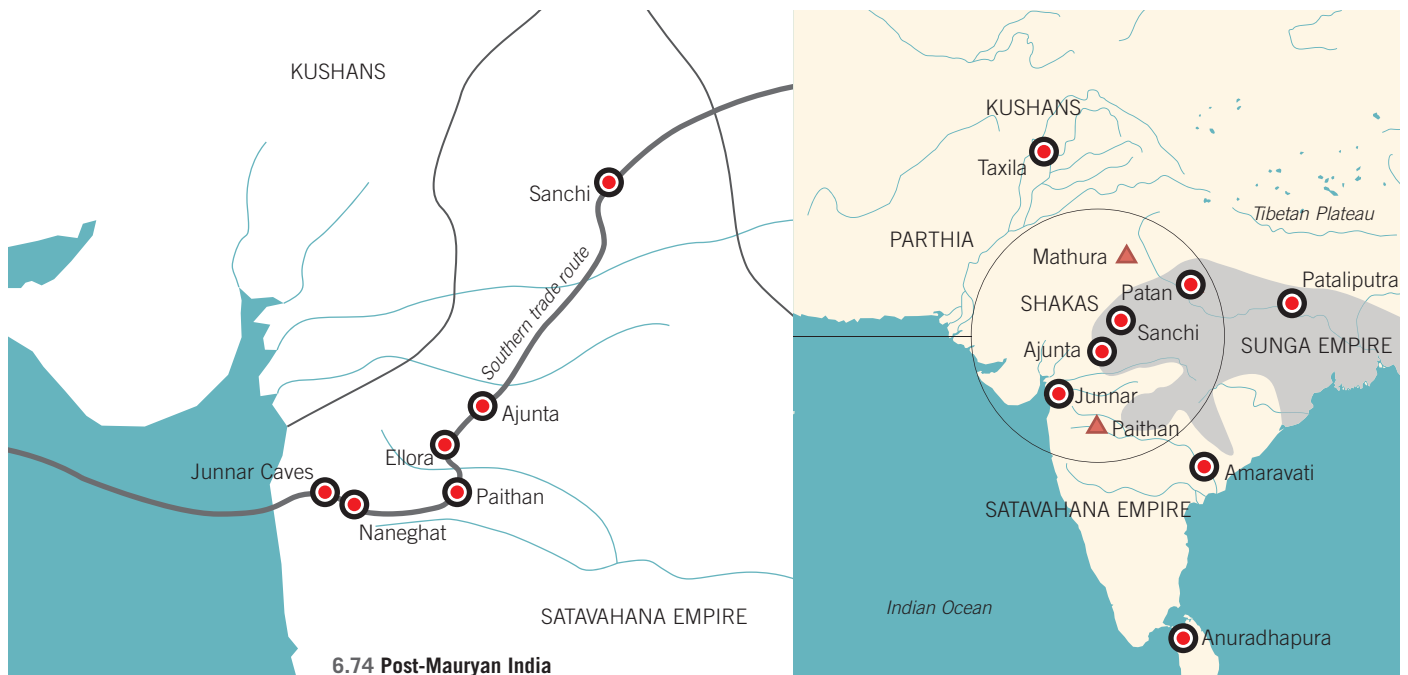 KUSHANS
Sanchi
Southern trade route
Ajunta
Ellora
Junnar Caves
Paithan
Naneghat
SATAVAHANA EMPIRE
6.74 Post-Mauryan India
KUSHANS
Taxila
Tibetan Plateau
PARTHIA
Mathura
Pataliputra
Patan
SHAKAS
Sanchi
SUNGA EMPIRE
Ajunta
Junnar
Paithan
Amaravati
SATAVAHANA EMPIRE
Indian Ocean
Anuradhapura